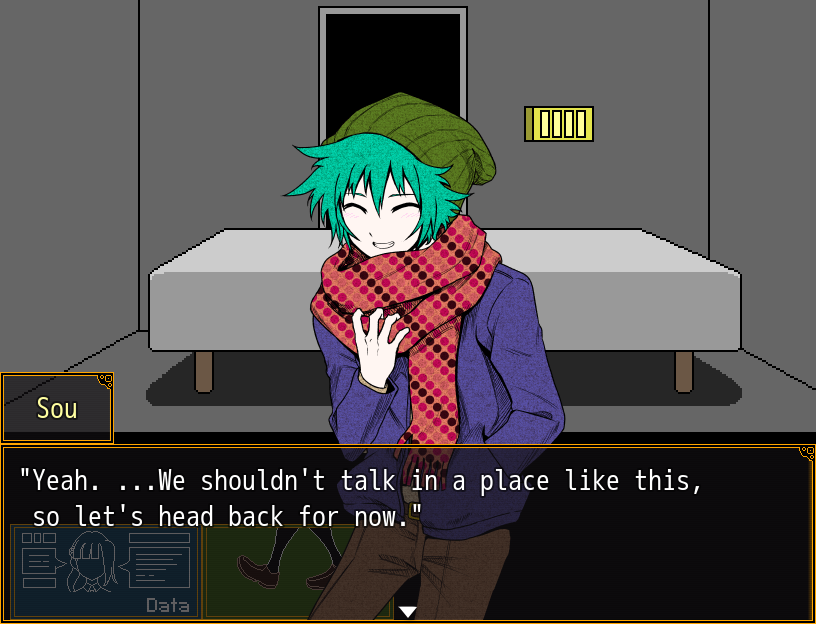 Sou
"Yeah. ...We shouldn't talk in a place like this,
so let's head back for now."
Data